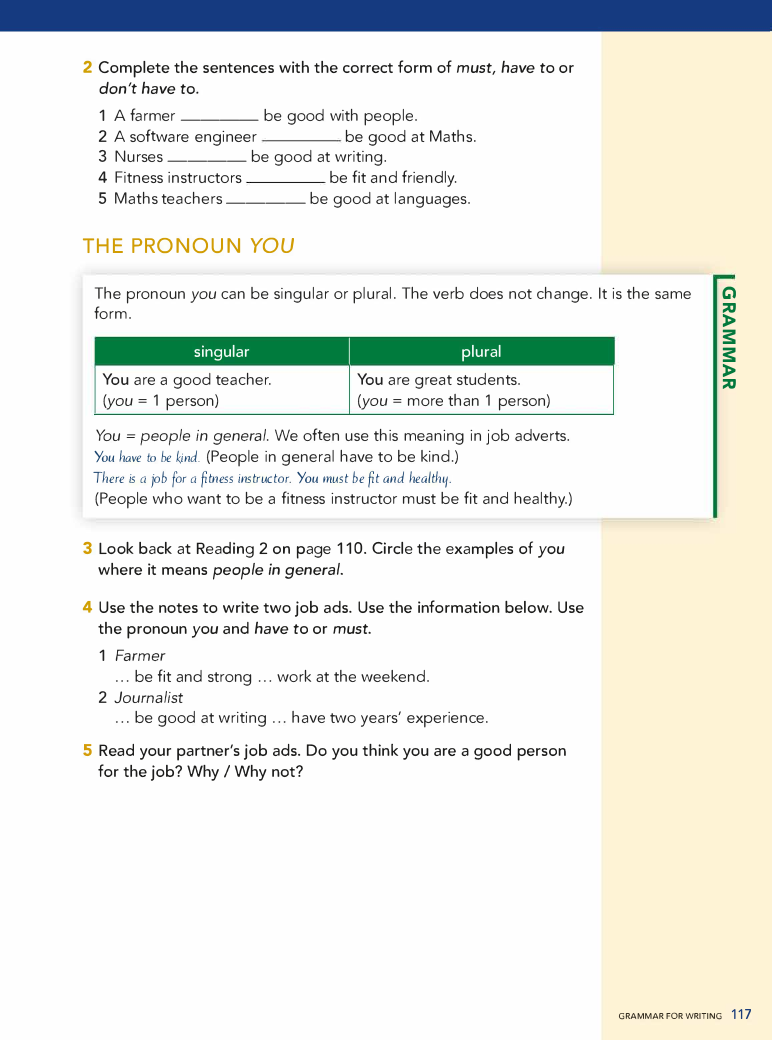 2 Complete the sentences with the correct form of must, have to or
don't have to.
1 A farmer __________ be good with people.
2 A software engineer __________ be good at Maths.
3 Nurses __________ be good at writing.
4 Fitness instructors __________ be fit and friendly.
5 Maths teachers __________ be good at languages.
THE PRONOUN YOU
The pronoun you can be singular or plural. The verb does not change. It is the same
form.
singular plural
You are a good teacher. You are great students.
(you = 1 person) (you = more than 1 person)
You = people in general. We often use this meaning in job adverts.
You have to be kind. (People in general have to be kind.)
There is a job for a fitness instructor. You must be fit and healthy.
(People who want to be a fitness instructor must be fit and healthy.)
GRAMMAR
3 Look back at Reading 2 on page 110. Circle the examples of you
where it means people in general.
4 Use the notes to write two job ads. Use the information below. Use
the pronoun you and have to or must.
1 Farmer
… be fit and strong … work at the weekend.
2 Journalist
… be good at writing … have two years' experience.
5 Read your partner's job ads. Do you think you are a good person
for the job? Why / Why not?
GRAMMAR FOR WRITING 117